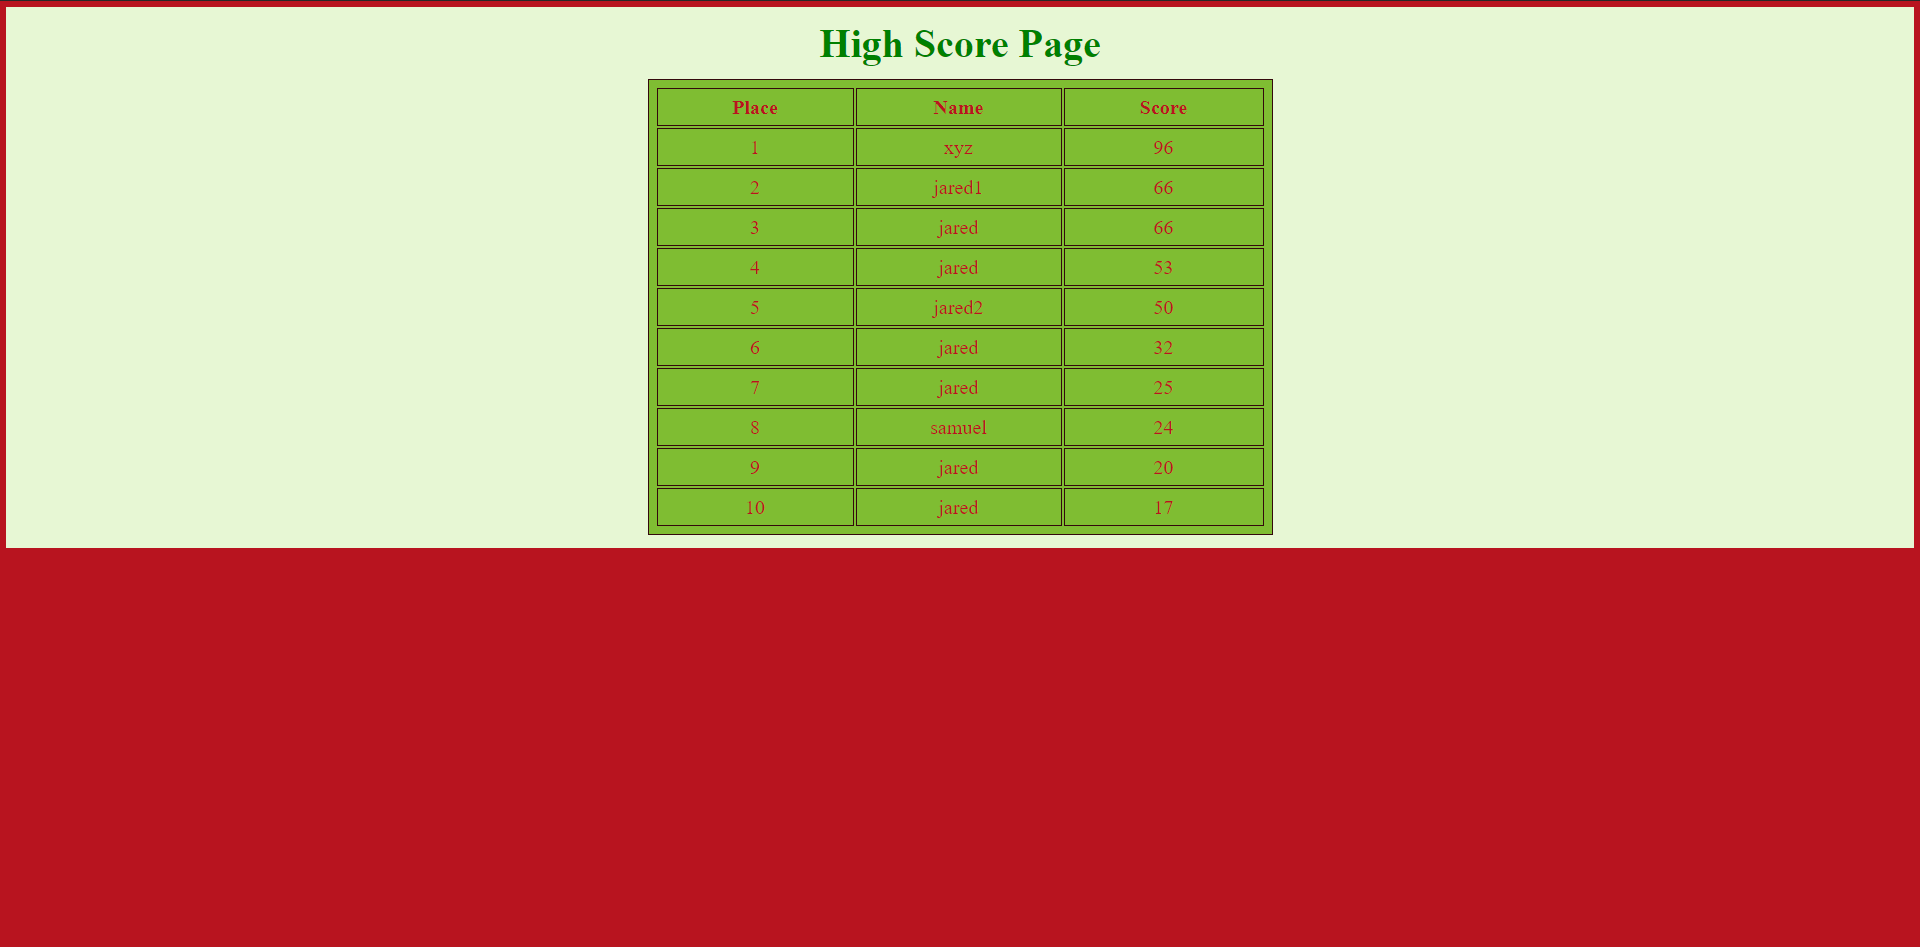 High Score Page
Place Name Score
1 xyz 96
2 jared1 66
3 jared 66
4 jared 53
5 jared2 50
6 jared 32
7 jared 25
8 samuel 24
9 jared 20
10 jared 17